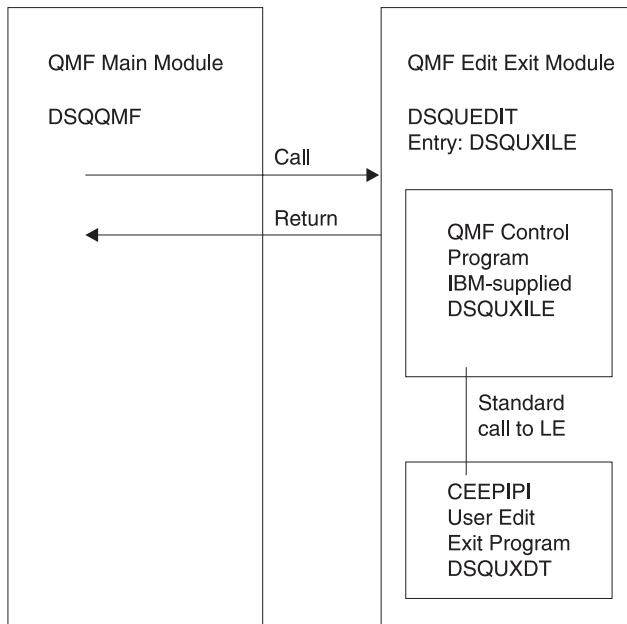 QMF Main Module
DSQQMF
Call
Return
QMF Edit Exit Module
DSQUEDIT
Entry: DSQUXILE
QMF Control
Program
IBM-supplied
DSQUXILE
Standard
call to LE
CEEPIPI
User Edit
Exit Program
DSQUXDT